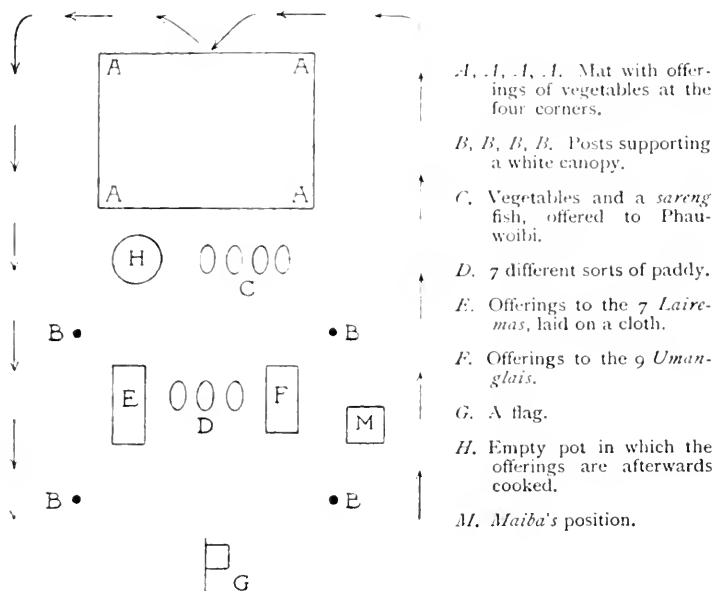 A A
A A
H
C
B B
E D F
M
B B
G
A, A, A, A. Mat with offer-
ings of vegetables at the
four corners.
B, B, B, B. Posts supporting
a white canopy.
C. Vegetables and a sareng
fish, offered to Phau-
woibi.
D. 7 different sorts of paddy.
E. Offerings to the 7 Laire-
mas, laid on a cloth.
F. Offerings to the 9 Uman-
glais.
G. A flag.
H. Empty pot in which the
offerings are afterwards
cooked.
M. Maiba's position.